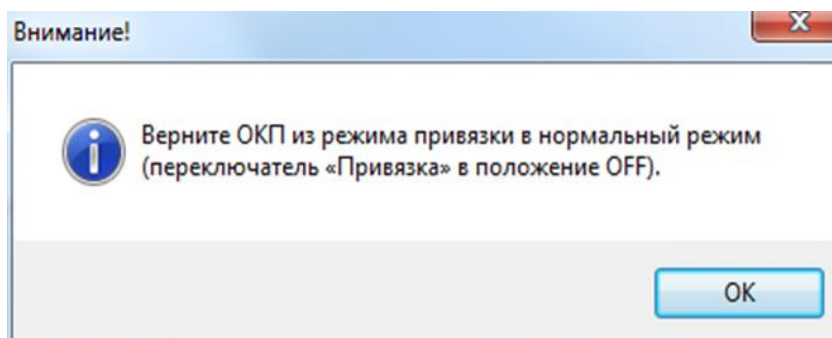 Внимание!
Верните ОКП из режима привязки в нормальный режим
(переключатель «Привязка» в положение OFF).
OK